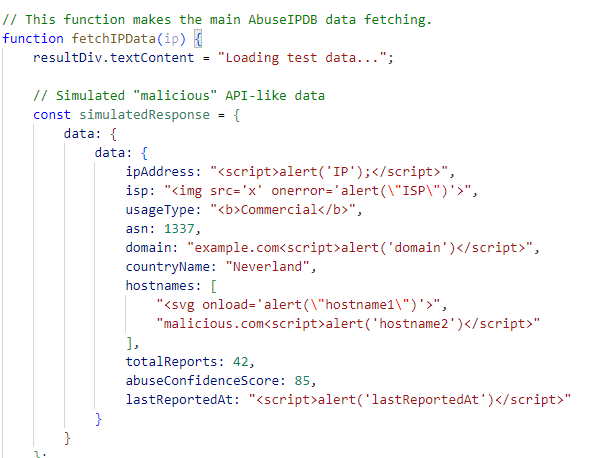 // This function makes the main AbuseIPDB data fetching.
function fetchIPData(ip) {
    resultDiv.textContent = "Loading test data...";

    // Simulated "malicious" API-like data
    const simulatedResponse = {
        data: {
            data: {
                ipAddress: "<script>alert('IP');</script>",
                isp: "<img src='x' onerror='alert(\"ISP\")'>",
                usageType: "<b>Commercial</b>",
                asn: 1337,
                domain: "example.com<script>alert('domain')</script>",
                countryName: "Neverland",
                hostnames: [
                    "<svg onload='alert(\"hostname1\")'>",
                    "malicious.com<script>alert('hostname2')</script>"
                ],
                totalReports: 42,
                abuseConfidenceScore: 85,
                lastReportedAt: "<script>alert('lastReportedAt')</script>"
            }
        }
    };